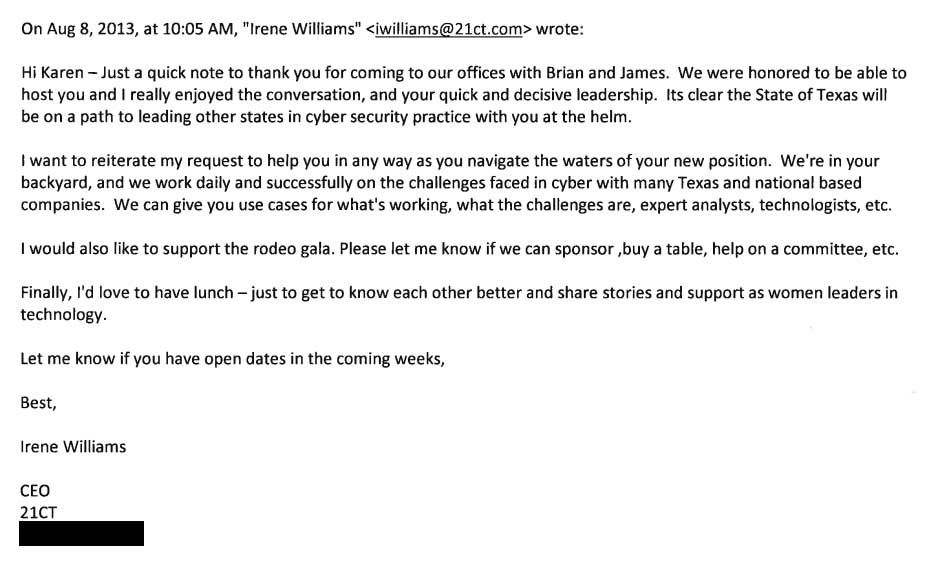 On Aug 8, 2013, at 10:05 AM, "Irene Williams" <iwilliams@21ct.com> wrote:
Hi Karen – Just a quick note to thank you for coming to our offices with Brian and James.  We were honored to be able to
host you and I really enjoyed the conversation, and your quick and decisive leadership.  Its clear the State of Texas will
be on a path to leading other states in cyber security practice with you at the helm.
I want to reiterate my request to help you in any way as you navigate the waters of your new position.  We're in your
backyard, and we work daily and successfully on the challenges faced in cyber with many Texas and national based
companies.  We can give you use cases for what's working, what the challenges are, expert analysts, technologists, etc.
I would also like to support the rodeo gala. Please let me know if we can sponsor ,buy a table, help on a committee, etc.
Finally, I'd love to have lunch – just to get to know each other better and share stories and support as women leaders in
technology.
Let me know if you have open dates in the coming weeks,
Best,
Irene Williams
CEO
21CT